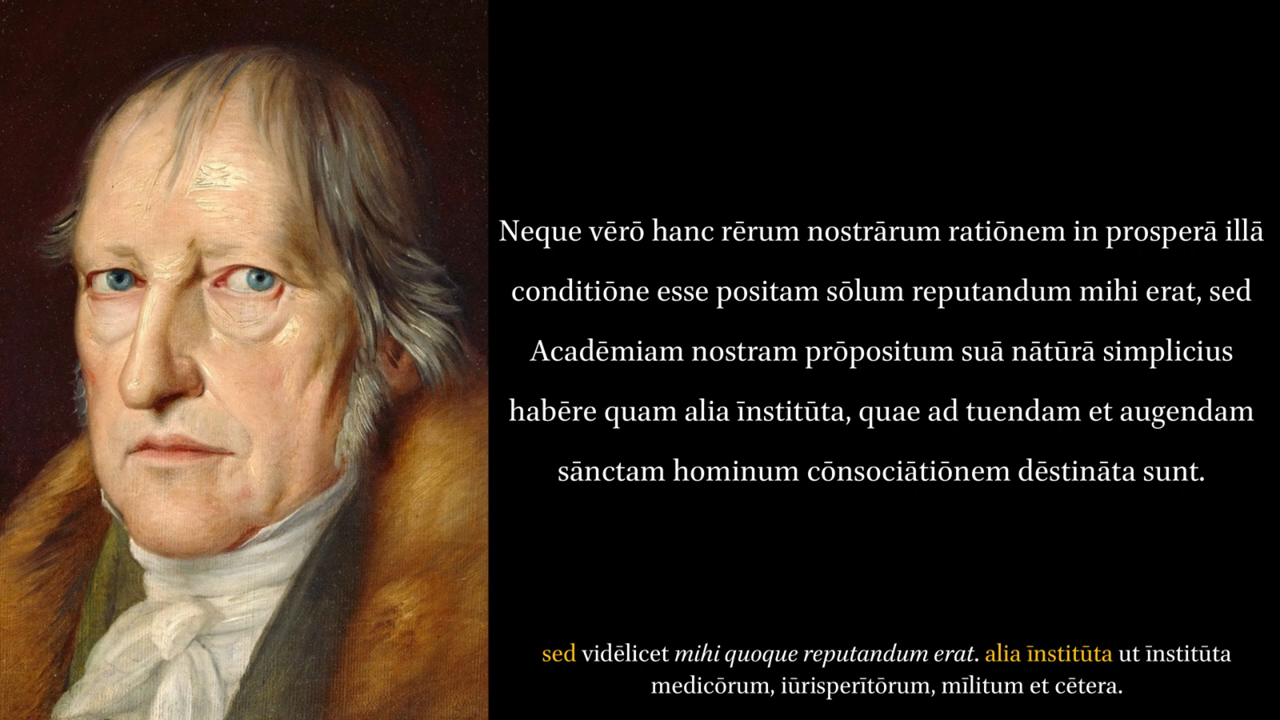 Neque vērō hanc rērum nostrārum ratiōnem in prosperā illā
conditiōne esse positam sōlum reputandum mihi erat, sed
Acadēmiam nostram prōpositum suā nātūrā simplicius
habēre quam alia īnstitūta, quae ad tuendam et augendam
sānctam hominum cōnsociātiōnem dēstināta sunt.
sed vidēlicet mihi quoque reputandum erat. alia īnstitūta ut īnstitūta
medicōrum, iūrisperītōrum, mīlitum et cētera.